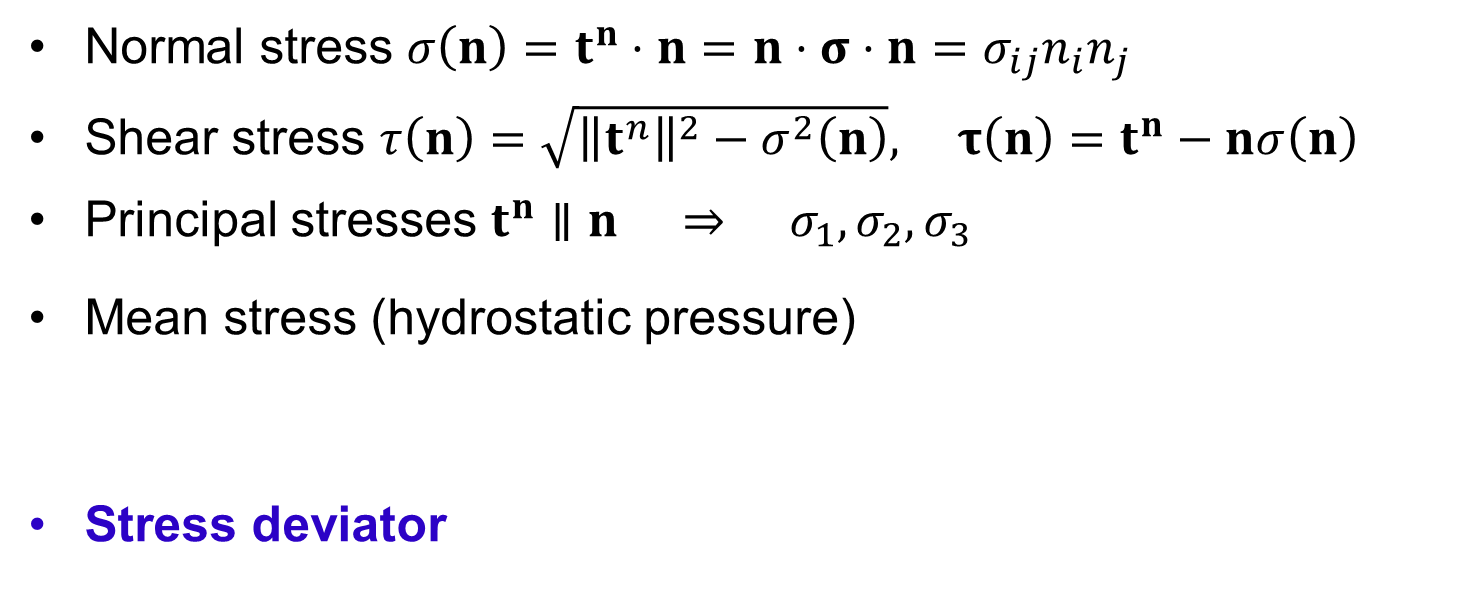 • Normal stress σ(𝐧) = 𝐭ⁿ · 𝐧 = 𝐧 · 𝛔 · 𝐧 = σᵢⱼnᵢnⱼ
• Shear stress τ(𝐧) = √(‖𝐭ⁿ‖² − σ²(𝐧)), 𝛕(𝐧) = 𝐭ⁿ − 𝐧σ(𝐧)
• Principal stresses 𝐭ⁿ ∥ 𝐧 ⇒ σ₁, σ₂, σ₃
• Mean stress (hydrostatic pressure)
• Stress deviator